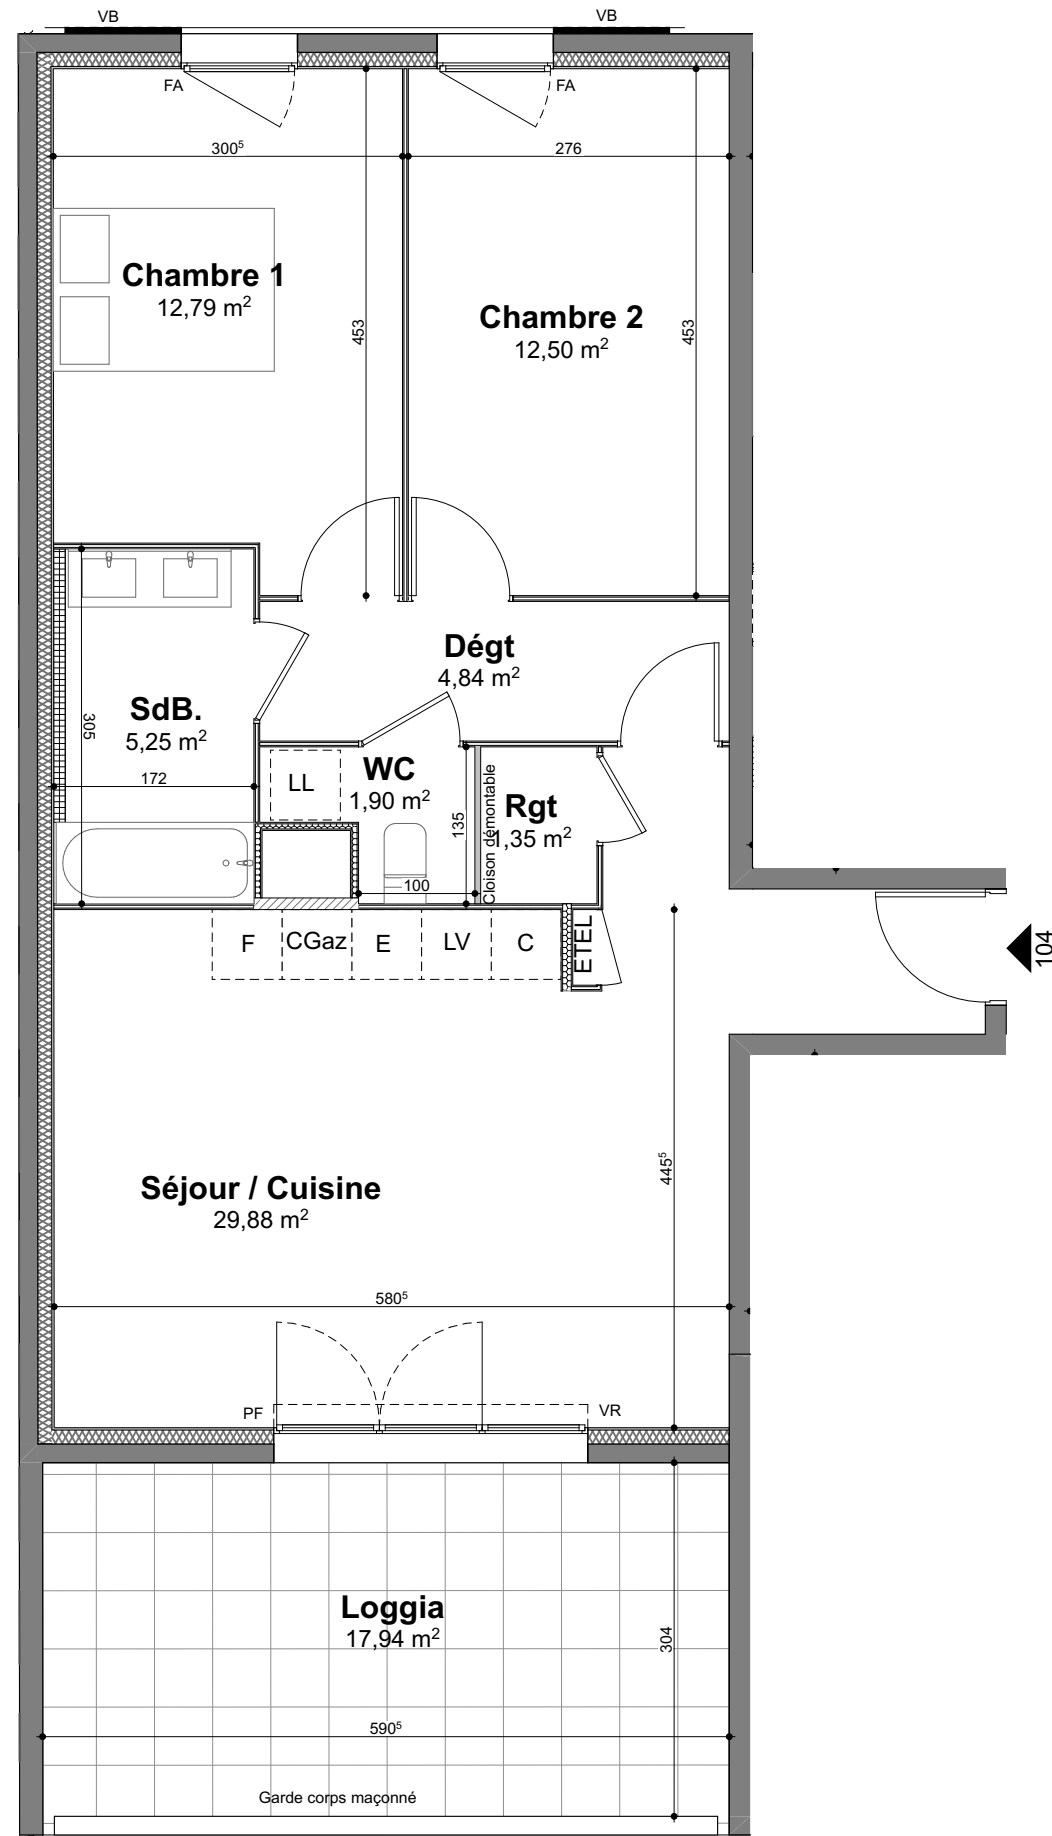 VB
VB
FA
FA
300⁵
276
Chambre 1
12,79 m²
453
Chambre 2
12,50 m²
453
Dégt
4,84 m²
SdB.
5,25 m²
305
172
LL
WC
1,90 m²
135
100
Cloison démontable
Rgt
1,35 m²
F
CGaz
E
LV
C
ETEL
104
445⁵
Séjour / Cuisine
29,88 m²
580⁵
PF
VR
Loggia
17,94 m²
304
590⁵
Garde corps maçonné